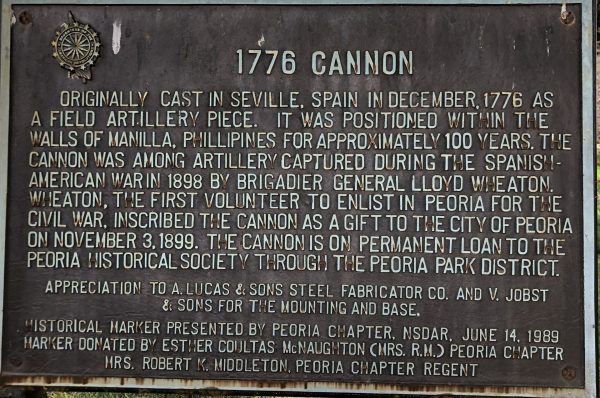 1776 CANNON
ORIGINALLY CAST IN SEVILLE, SPAIN IN DECEMBER, 1776 AS
A FIELD ARTILLERY PIECE. IT WAS POSITIONED WITHIN THE
WALLS OF MANILLA, PHILLIPINES FOR APPROXIMATELY 100 YEARS. THE
CANNON WAS AMONG ARTILLERY CAPTURED DURING THE SPANISH-
AMERICAN WAR IN 1898 BY BRIGADIER GENERAL LLOYD WHEATON.
WHEATON, THE FIRST VOLUNTEER TO ENLIST IN PEORIA FOR THE
CIVIL WAR, INSCRIBED THE CANNON AS A GIFT TO THE CITY OF PEORIA
ON NOVEMBER 3, 1899. THE CANNON IS ON PERMANENT LOAN TO THE
PEORIA HISTORICAL SOCIETY THROUGH THE PEORIA PARK DISTRICT.
APPRECIATION TO A. LUCAS & SONS STEEL FABRICATOR CO. AND V. JOBST
& SONS FOR THE MOUNTING AND BASE.
HISTORICAL MARKER PRESENTED BY PEORIA CHAPTER, NSDAR, JUNE 14, 1989
MARKER DONATED BY ESTHER COULTAS McNAUGHTON (MRS. R.M.) PEORIA CHAPTER
MRS. ROBERT K. MIDDLETON, PEORIA CHAPTER REGENT